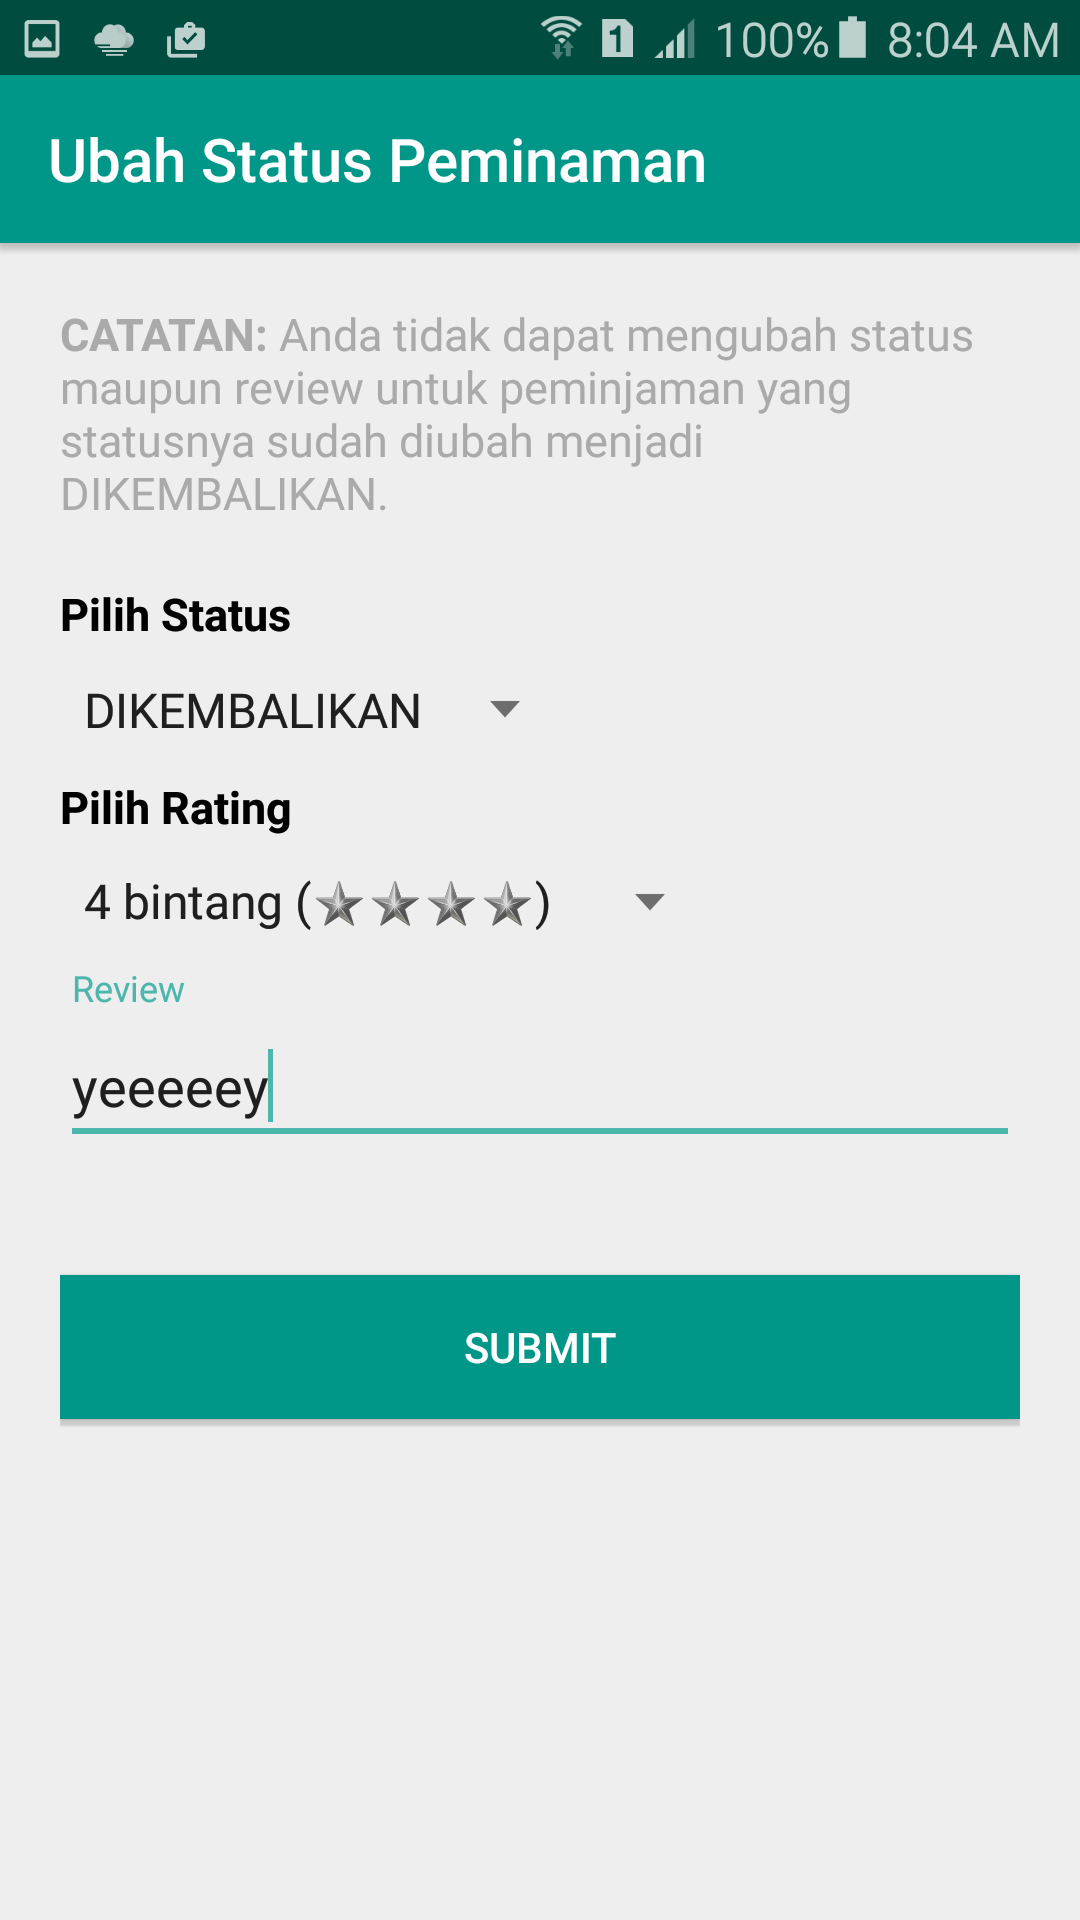 1 100% 8:04 AM
Ubah Status Peminaman
CATATAN: Anda tidak dapat mengubah status
maupun review untuk peminjaman yang
statusnya sudah diubah menjadi
DIKEMBALIKAN.
Pilih Status
DIKEMBALIKAN
Pilih Rating
4 bintang (★★★★)
Review
yeeeeey
SUBMIT